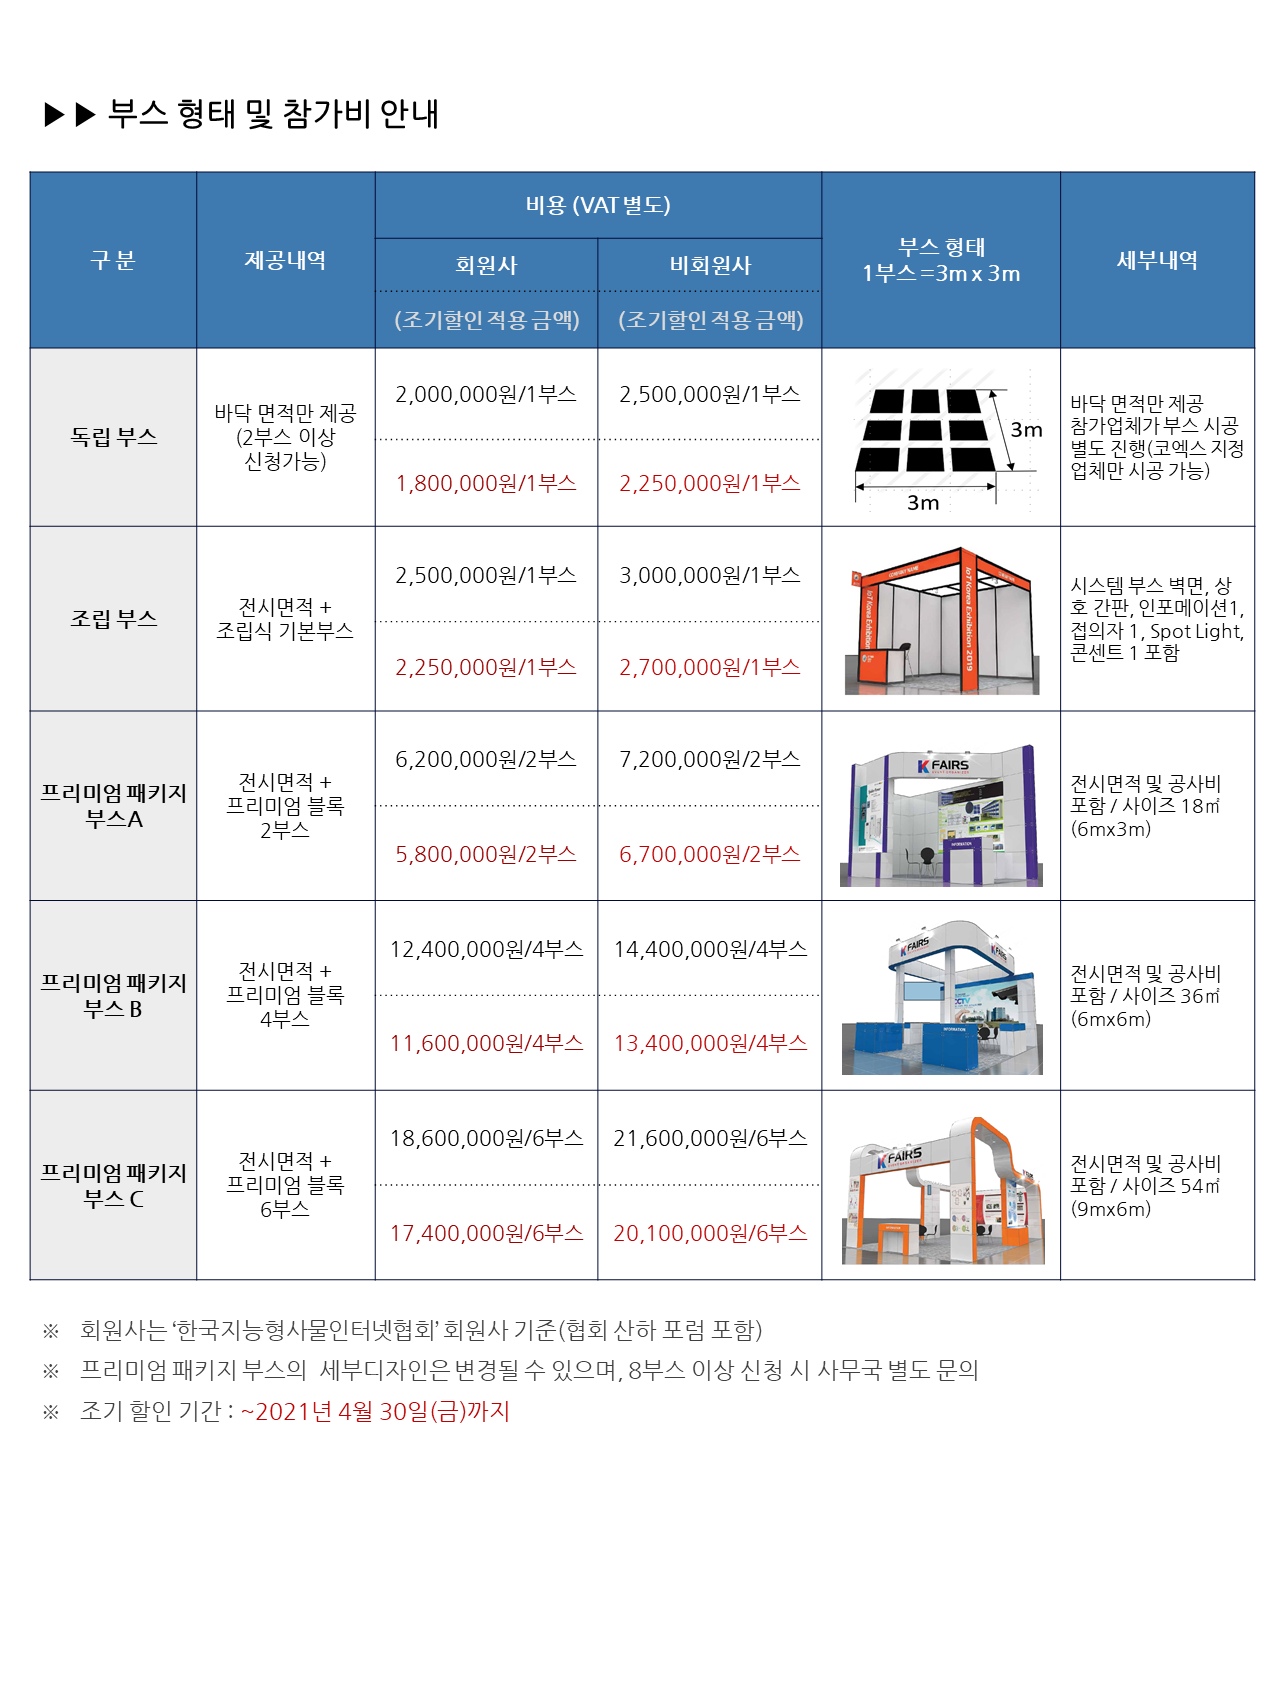 ▶▶ 부스 형태 및 참가비 안내
구 분
제공내역
비용 (VAT 별도)
회원사
비회원사
(조기할인 적용 금액)
(조기할인 적용 금액)
부스 형태
1부스 =3m x 3m
세부내역
독립 부스
바닥 면적만 제공
(2부스 이상
신청가능)
2,000,000원/1부스
2,500,000원/1부스
1,800,000원/1부스
2,250,000원/1부스
3m
3m
바닥 면적만 제공
참가업체가 부스 시공
별도 진행(코엑스 지정
업체만 시공 가능)
조립 부스
전시면적 +
조립식 기본부스
2,500,000원/1부스
3,000,000원/1부스
2,250,000원/1부스
2,700,000원/1부스
COMPANY NAME
IoT Korea Exhibition
IoT Korea Exhibition 2019
시스템 부스 벽면, 상
호 간판, 인포메이션1,
접의자 1, Spot Light,
콘센트 1 포함
프리미엄 패키지
부스A
전시면적 +
프리미엄 블록
2부스
6,200,000원/2부스
7,200,000원/2부스
5,800,000원/2부스
6,700,000원/2부스
K FAIRS
INFORMATION
전시면적 및 공사비
포함 / 사이즈 18㎡
(6mx3m)
프리미엄 패키지
부스 B
전시면적 +
프리미엄 블록
4부스
12,400,000원/4부스
14,400,000원/4부스
11,600,000원/4부스
13,400,000원/4부스
K FAIRS
K FAIRS
CCTV
INFORMATION
전시면적 및 공사비
포함 / 사이즈 36㎡
(6mx6m)
프리미엄 패키지
부스 C
전시면적 +
프리미엄 블록
6부스
18,600,000원/6부스
21,600,000원/6부스
17,400,000원/6부스
20,100,000원/6부스
K FAIRS
전시면적 및 공사비
포함 / 사이즈 54㎡
(9mx6m)
※ 회원사는 ‘한국지능형사물인터넷협회’ 회원사 기준(협회 산하 포럼 포함)
※ 프리미엄 패키지 부스의 세부디자인은 변경될 수 있으며, 8부스 이상 신청 시 사무국 별도 문의
※ 조기 할인 기간 : ~2021년 4월 30일(금)까지